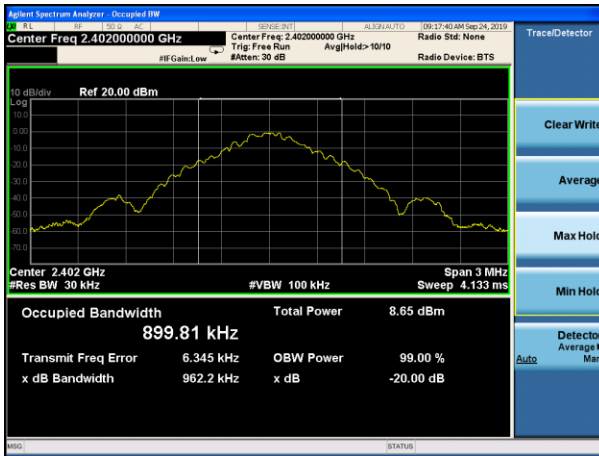 Agilent Spectrum Analyzer - Occupied BW
RL RF 50 Ω AC SENSE:INT ALIGN AUTO 09:17:40 AM Sep 24, 2019
Center Freq 2.402000000 GHz
Center Freq: 2.402000000 GHz
Radio Std: None
Trig: Free Run Avg|Hold:> 10/10
#IFGain:Low #Atten: 30 dB Radio Device: BTS
10 dB/div Ref 20.00 dBm
Log
10.0
0.00
-10.0
-20.0
-30.0
-40.0
-50.0
-60.0
-70.0
Center 2.402 GHz Span 3 MHz
#Res BW 30 kHz #VBW 100 kHz Sweep 4.133 ms
Occupied Bandwidth Total Power 8.65 dBm
899.81 kHz
Transmit Freq Error 6.345 kHz OBW Power 99.00 %
x dB Bandwidth 962.2 kHz x dB -20.00 dB
MSG STATUS
Trace/Detector
Clear Write
Average
Max Hold
Min Hold
Detector
Average
Auto Man